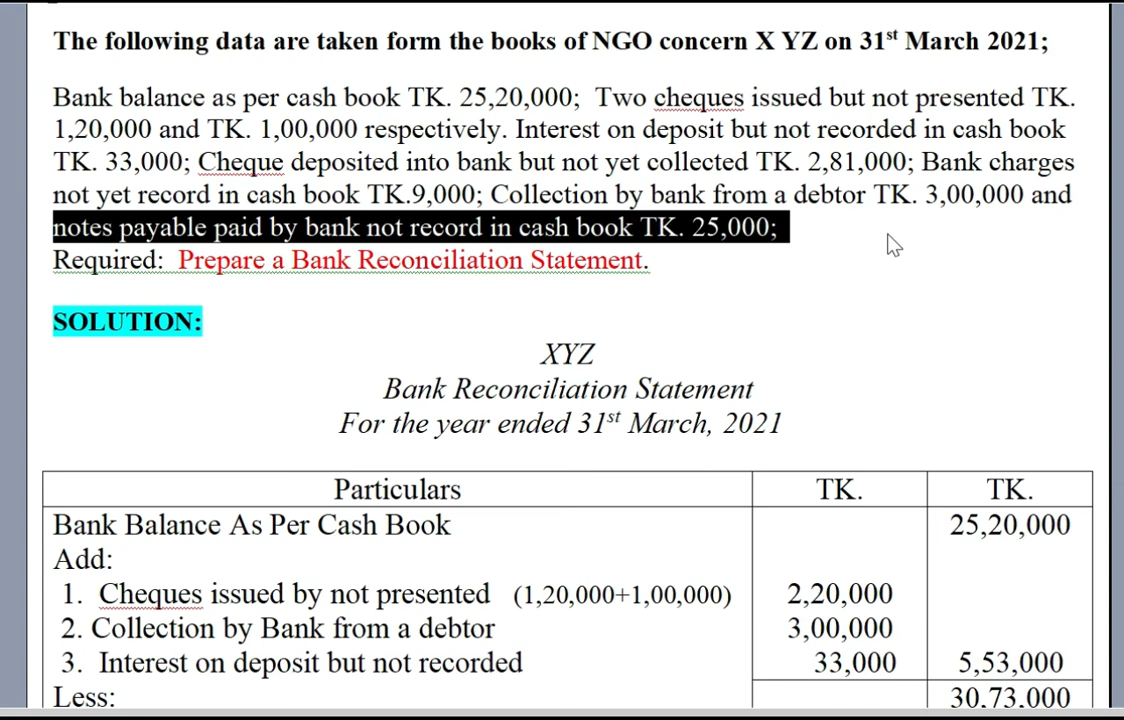 The following data are taken form the books of NGO concern X YZ on 31st March 2021;
Bank balance as per cash book TK. 25,20,000; Two cheques issued but not presented TK.
1,20,000 and TK. 1,00,000 respectively. Interest on deposit but not recorded in cash book
TK. 33,000; Cheque deposited into bank but not yet collected TK. 2,81,000; Bank charges
not yet record in cash book TK.9,000; Collection by bank from a debtor TK. 3,00,000 and
notes payable paid by bank not record in cash book TK. 25,000;
Required: Prepare a Bank Reconciliation Statement.
SOLUTION:
XYZ
Bank Reconciliation Statement
For the year ended 31st March, 2021
Particulars TK. TK.
Bank Balance As Per Cash Book 25,20,000
Add:
1. Cheques issued by not presented (1,20,000+1,00,000) 2,20,000
2. Collection by Bank from a debtor 3,00,000
3. Interest on deposit but not recorded 33,000 5,53,000
Less: 30,73,000